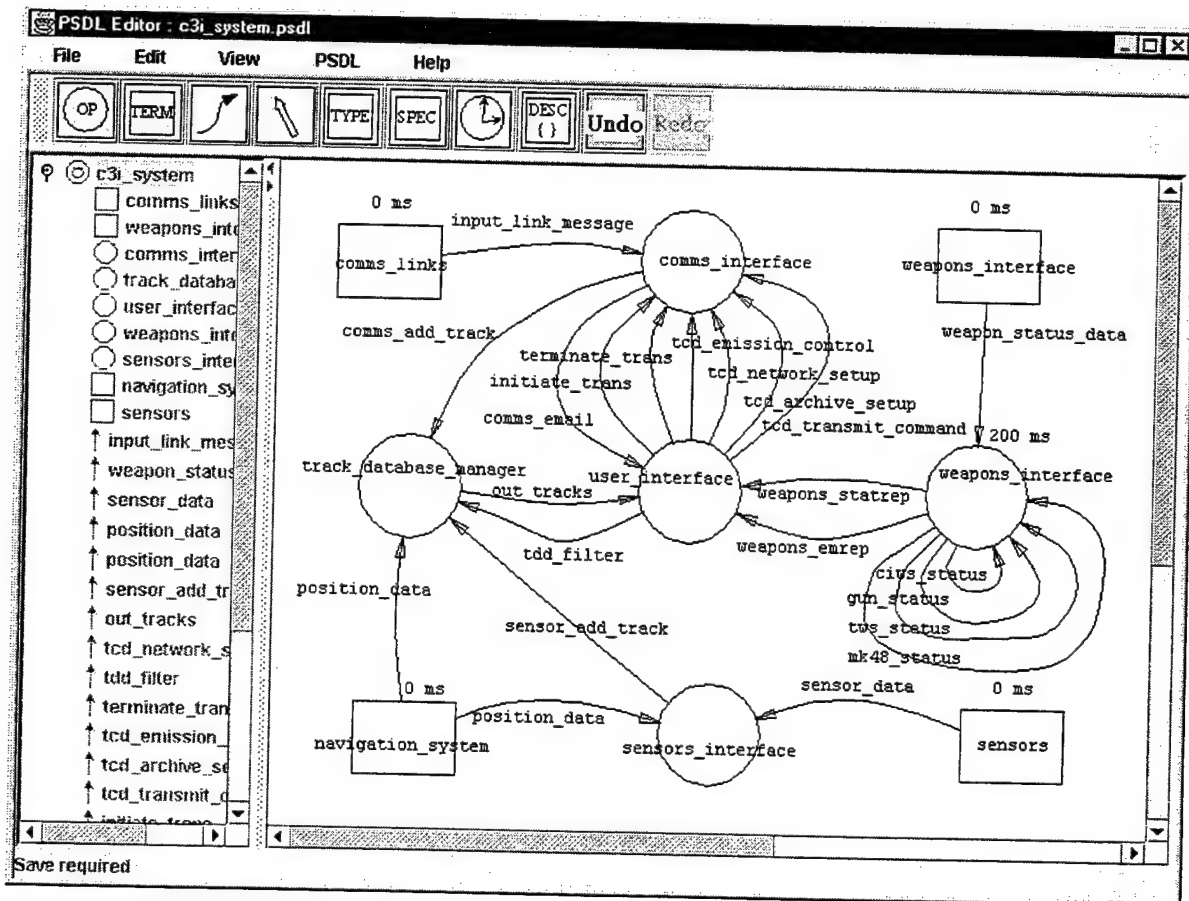 PSDL Editor : c3i_system.psdl
File Edit View PSDL Help
OP TERM TYPE SPEC DESC { } Undo Redo
c3i_system
comms_links
weapons_inte
comms_inter
track_databa
user_interfac
weapons_inte
sensors_inter
navigation_sy
sensors
input_link_mes
weapon_status
sensor_data
position_data
position_data
sensor_add_tr
out_tracks
tcd_network_s
tdd_filter
terminate_tran
tcd_emission_
tcd_archive_se
tcd_transmit_c
initiate_trans
0 ms
input_link_message
0 ms
comms_links
comms_interface
weapons_interface
comms_add_track
weapon_status_data
terminate_trans
tcd_emission_control
initiate_trans
tcd_network_setup
comms_email
tcd_archive_setup
tcd_transmit_command
200 ms
track_database_manager
user_interface
weapons_interface
out_tracks
weapons_statrep
tdd_filter
weapons_emrep
ciws_status
gun_status
tws_status
mk48_status
position_data
sensor_add_track
sensor_data
0 ms
0 ms
position_data
navigation_system
sensors_interface
sensors
Save required